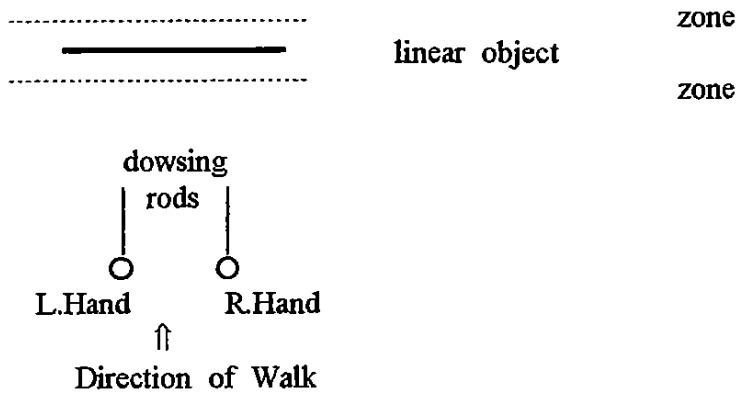 zone
linear object
zone
dowsing
rods
L.Hand R.Hand
⇑
Direction of Walk